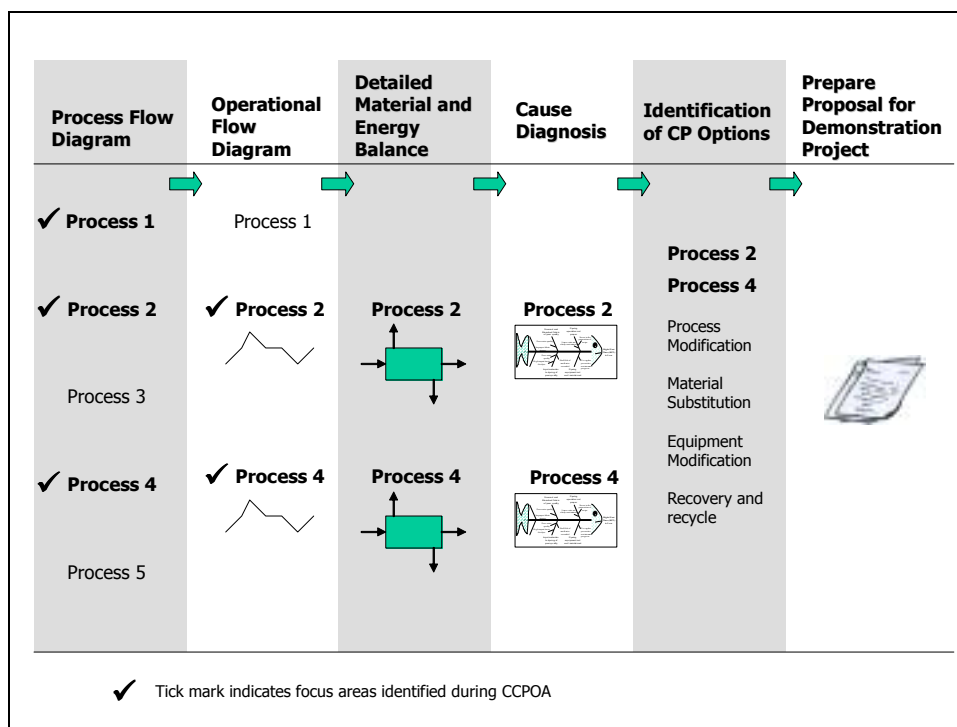 Process Flow
Diagram
Operational
Flow
Diagram
Detailed
Material and
Energy
Balance
Cause
Diagnosis
Identification
of CP Options
Prepare
Proposal for
Demonstration
Project
Process 1
Process 2
Process 3
Process 4
Process 5
Process 1
Process 2
Process 4
Process 2
Process 4
Process 2
Process 4
Process 2
Process 4
Process
Modification
Material
Substitution
Equipment
Modification
Recovery and
recycle
Tick mark indicates focus areas identified during CCPOA